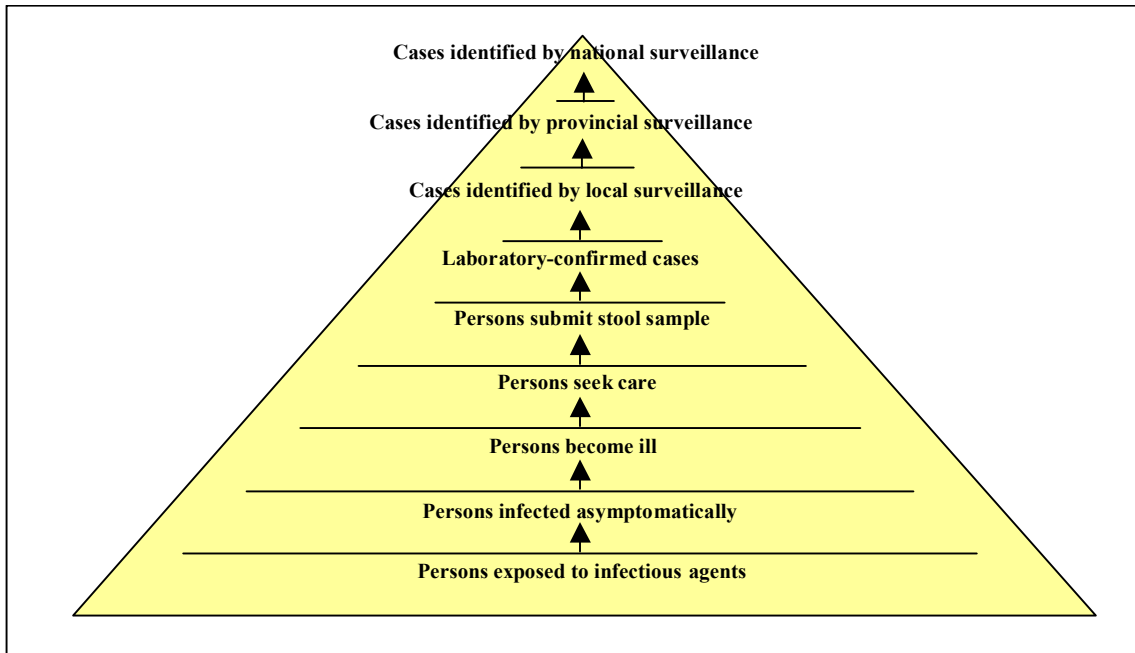 Cases identified by national surveillance
Cases identified by provincial surveillance
Cases identified by local surveillance
Laboratory-confirmed cases
Persons submit stool sample
Persons seek care
Persons become ill
Persons infected asymptomatically
Persons exposed to infectious agents